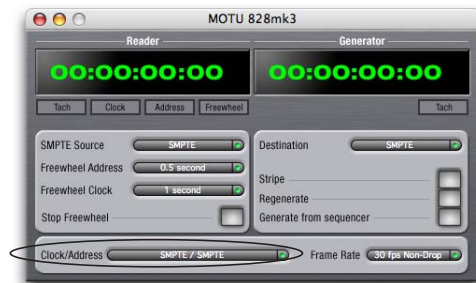 MOTU 828mk3
Reader
Generator
00:00:00:00
00:00:00:00
Tach
Clock
Address
Freewheel
Tach
SMPTE Source
SMPTE
Freewheel Address
0.5 second
Freewheel Clock
1 second
Stop Freewheel
Destination
SMPTE
Stripe
Regenerate
Generate from sequencer
Clock/Address
SMPTE / SMPTE
Frame Rate
30 fps Non-Drop